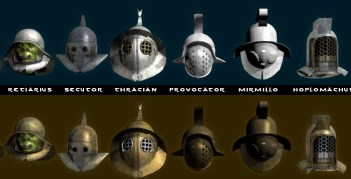 RETIARIUS SECUTOR THRACIAN PROVOCATOR MIRMILLO HOPLOMACHUS